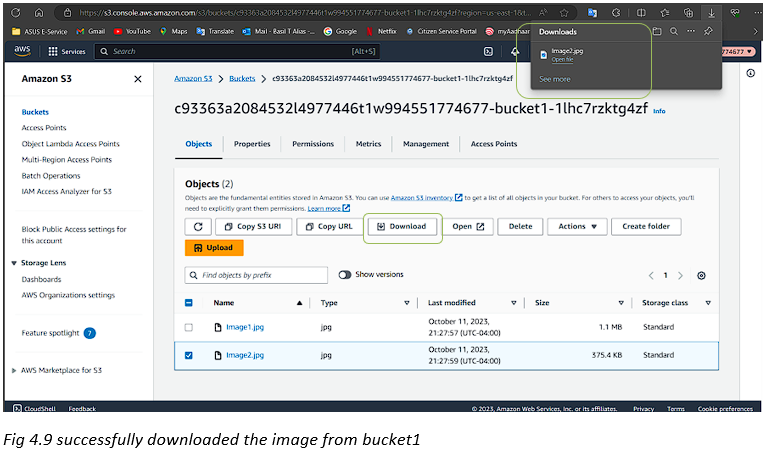 https://s3.console.aws.amazon.com/s3/buckets/c93363a2084532l4977446t1w994551774677-bucket1-1lhc7rzktg4zf?region=us-east-1&t...
ASUS E-Service Gmail YouTube Maps Translate Mail - Basil T Alias -... Google Netflix Citizen Service Portal myAadhaar
Downloads
Image2.jpg
Open file
See more
aws Services Search [Alt+S]
74677
Amazon S3
Buckets
Access Points
Object Lambda Access Points
Multi-Region Access Points
Batch Operations
IAM Access Analyzer for S3
Block Public Access settings for
this account
Storage Lens
Dashboards
AWS Organizations settings
Feature spotlight 7
AWS Marketplace for S3
Amazon S3 > Buckets > c93363a2084532l4977446t1w994551774677-bucket1-1lhc7rzktg4zf
c93363a2084532l4977446t1w994551774677-bucket1-1lhc7rzktg4zf Info
Objects Properties Permissions Metrics Management Access Points
Objects (2)
Objects are the fundamental entities stored in Amazon S3. You can use Amazon S3 inventory to get a list of all objects in your bucket. For others to access your objects, you'll
need to explicitly grant them permissions. Learn more
Copy S3 URI Copy URL Download Open Delete Actions Create folder
Upload
Find objects by prefix Show versions 1
Name Type Last modified Size Storage class
Image1.jpg jpg October 11, 2023, 21:27:57 (UTC-04:00) 1.1 MB Standard
Image2.jpg jpg October 11, 2023, 21:27:59 (UTC-04:00) 375.4 KB Standard
CloudShell Feedback © 2023, Amazon Web Services, Inc. or its affiliates. Privacy Terms Cookie preferences
Fig 4.9 successfully downloaded the image from bucket1